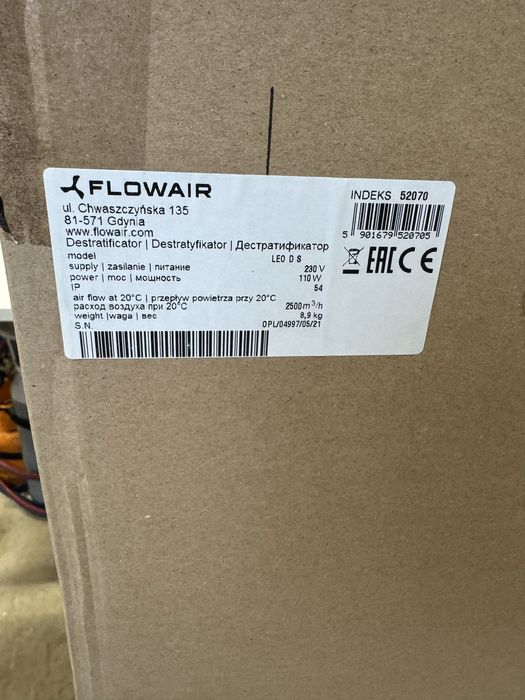 FLOWAIR
ul. Chwaszczyńska 135
81-571 Gdynia
www.flowair.com
Destratificator | Destratyfikator | Дестратификатор
model LEO D S
supply | zasilanie | питание 230 V
power | moc | мощность 110 W
IP 54
air flow at 20°C | przepływ powietrza przy 20°C
расход воздуха при 20°C 2500 m³/h
weight |waga | вес 8,9 kg
S.N. OPL/04997/05/21
INDEKS 52070
5 901679 520705
EAC CE